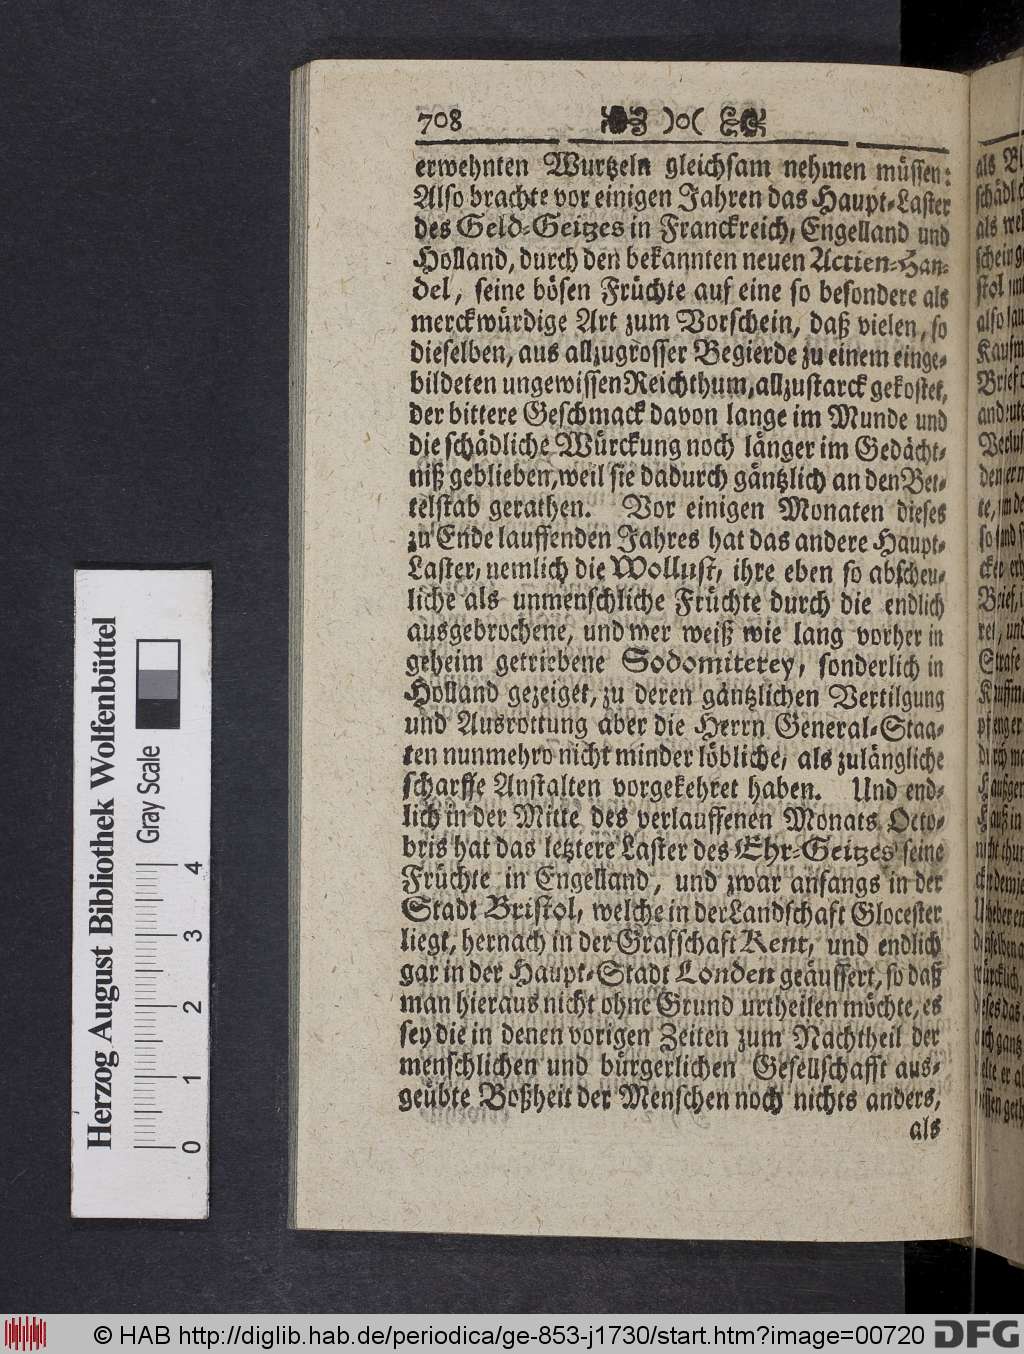 708 )o(
erwehnten Wurtzeln gleichsam nehmen müssen:
Also brachte vor einigen Jahren das Haupt-Laster
des Geld-Geitzes in Franckreich, Engelland und
Holland, durch den bekannten neuen Actien-Han-
del, seine bösen Früchte auf eine so besondere als
merckwürdige Art zum Vorschein, daß vielen, so
dieselben, aus allzugrosser Begierde zu einem einge-
bildeten ungewissen Reichthum, allzustarck gekostet,
der bittere Geschmack davon lange im Munde und
die schädliche Würckung noch länger im Gedächt-
niß geblieben, weil sie dadurch gäntzlich an den Bet-
telstab gerathen. Vor einigen Monaten dieses
zu Ende lauffenden Jahres hat das andere Haupt-
Laster, nemlich die Wollust, ihre eben so abscheu-
liche als unmenschliche Früchte durch die endlich
ausgebrochene, und wer weiß wie lang vorher in
geheim getriebene Sodomiterey, sonderlich in
Holland gezeiget, zu deren gäntzlichen Vertilgung
und Ausrottung aber die Herrn General-Staa-
ten nunmehro nicht minder löbliche, als zulängliche
scharffe Anstalten vorgekehret haben. Und end-
lich in der Mitte des verlauffenen Monats Octo-
bris hat das letztere Laster des Ehr-Geitzes seine
Früchte in Engelland, und zwar anfangs in der
Stadt Bristol, welche in der Landschaft Glocester
liegt, hernach in der Grafschaft Kent, und endlich
gar in der Haupt-Stadt Londen geäussert, so daß
man hieraus nicht ohne Grund urtheilen möchte, es
sey die in denen vorigen Zeiten zum Nachtheil der
menschlichen und bürgerlichen Gesellschafft aus-
geübte Boßheit der Menschen noch nichts anders,
als
Herzog August Bibliothek Wolfenbüttel
Gray Scale
0 1 2 3 4
© HAB http://diglib.hab.de/periodica/ge-853-j1730/start.htm?image=00720
DFG